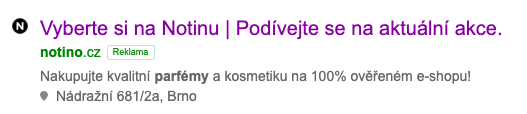 N Vyberte si na Notinu | Podívejte se na aktuální akce.
notino.cz Reklama
Nakupujte kvalitní parfémy a kosmetiku na 100% ověřeném e-shopu!
Nádražní 681/2a, Brno